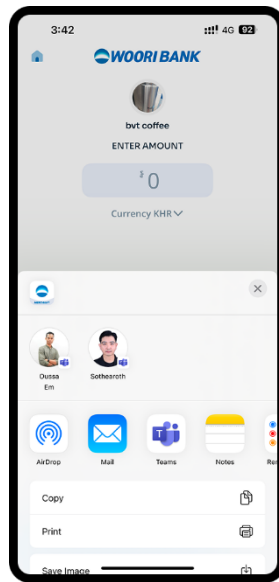 3:42
4G 92
WOORI BANK
bvt coffee
ENTER AMOUNT
0
Currency KHR
Oussa
Em
Sothearoth
AirDrop
Mail
Teams
Notes
Re
Copy
Print
Save Image